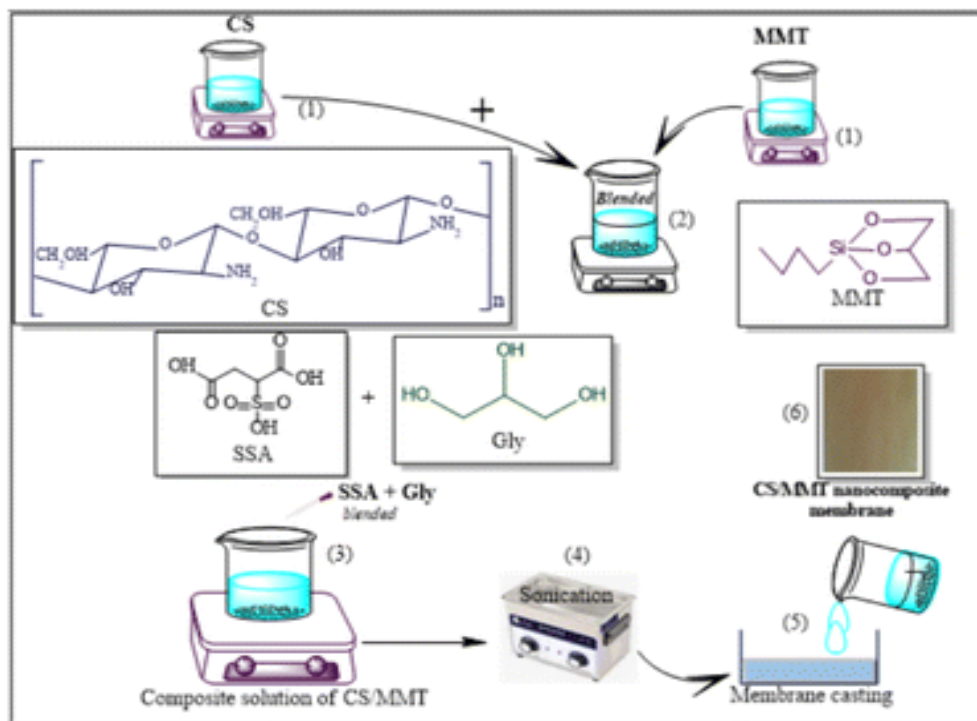 CS
MMT
(1)
+
(1)
Blended
(2)
CH2OH
O
OH
NH2
O
CH2OH
O
OH
NH2
O
n
CS
O
Si
O
O
MMT
OH
O
O
OH
O=S=O
OH
SSA
+
OH
HO
OH
Gly
(6)
CS/MMT nanocomposite
membrane
SSA + Gly
blended
(3)
(4)
Sonication
(5)
Composite solution of CS/MMT
Membrane casting